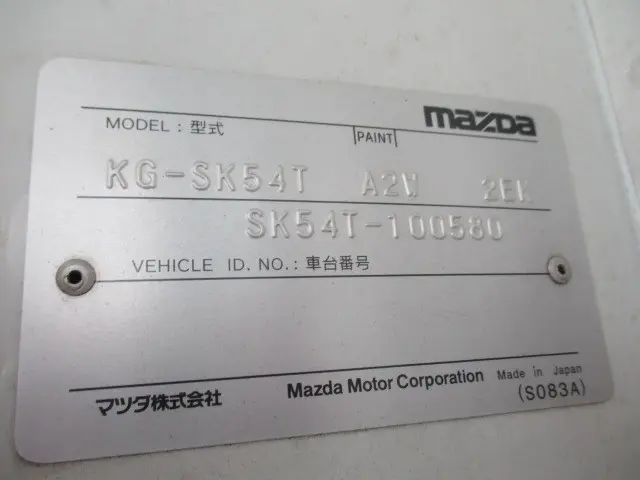 mazda
MODEL : 型式 PAINT
KG-SK54T A2W 2EK
SK54T-100580
VEHICLE ID. NO.: 車台番号
マツダ株式会社 Mazda Motor Corporation Made in Japan
(S083A)